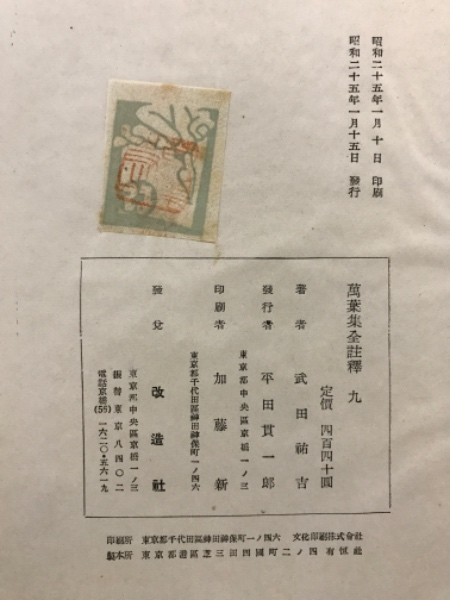 昭和二十五年一月十日 印刷
昭和二十五年一月十五日 發行
萬葉集全註釋 九
定價 四百四十圓
著者 武田祐吉
發行者 平田貫一郎
東京都中央區京橋一ノ三
印刷者 加藤新
東京都千代田區神田神保町一ノ四六
發兌 改造社
東京都中央區京橋一ノ三
振替東京八四〇二
電話京橋(56)一六二〇・五六一九
印刷所 東京都千代田區神田神保町一ノ四六 文化印刷株式會社
製本所 東京都港區芝三田四國町二ノ四 有恒社